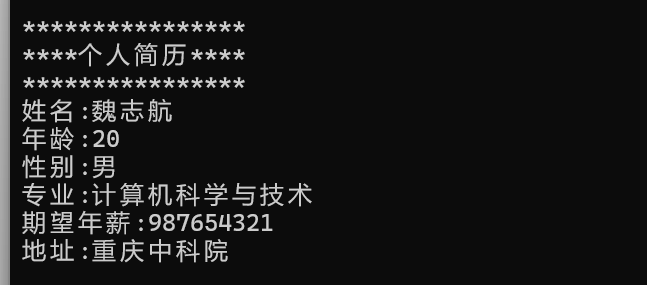 ****************
****个人简历****
****************
姓名:魏志航
年龄:20
性别:男
专业:计算机科学与技术
期望年薪:987654321
地址:重庆中科院